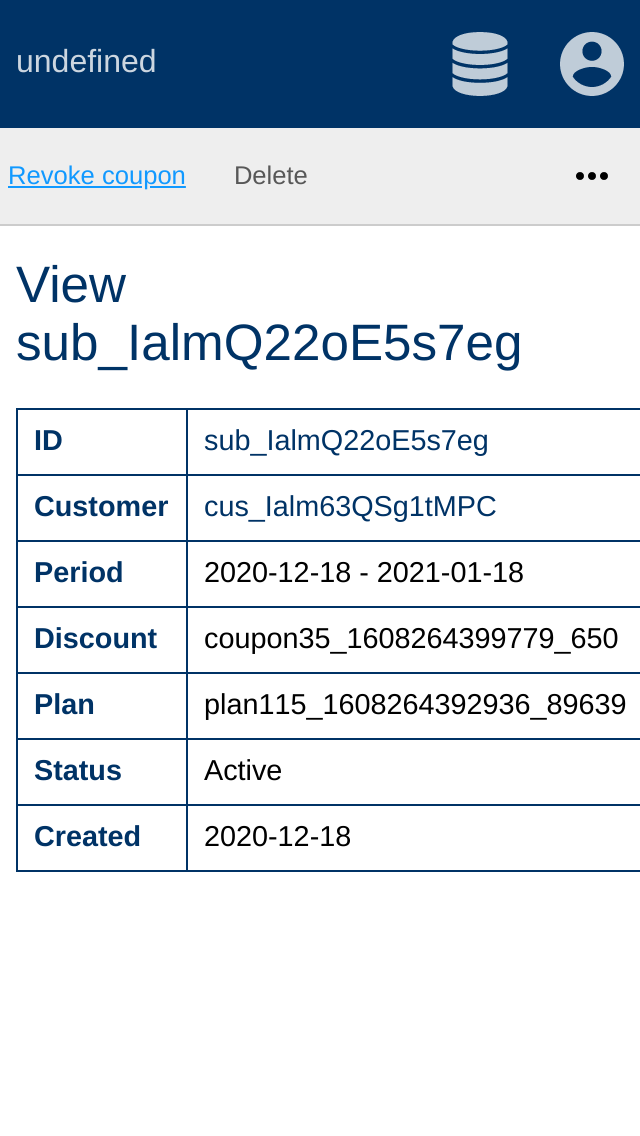 undefined
Revoke coupon Delete
View
sub_IalmQ22oE5s7eg
ID sub_IalmQ22oE5s7eg
Customer cus_Ialm63QSg1tMPC
Period 2020-12-18 - 2021-01-18
Discount coupon35_1608264399779_650
Plan plan115_1608264392936_89639
Status Active
Created 2020-12-18